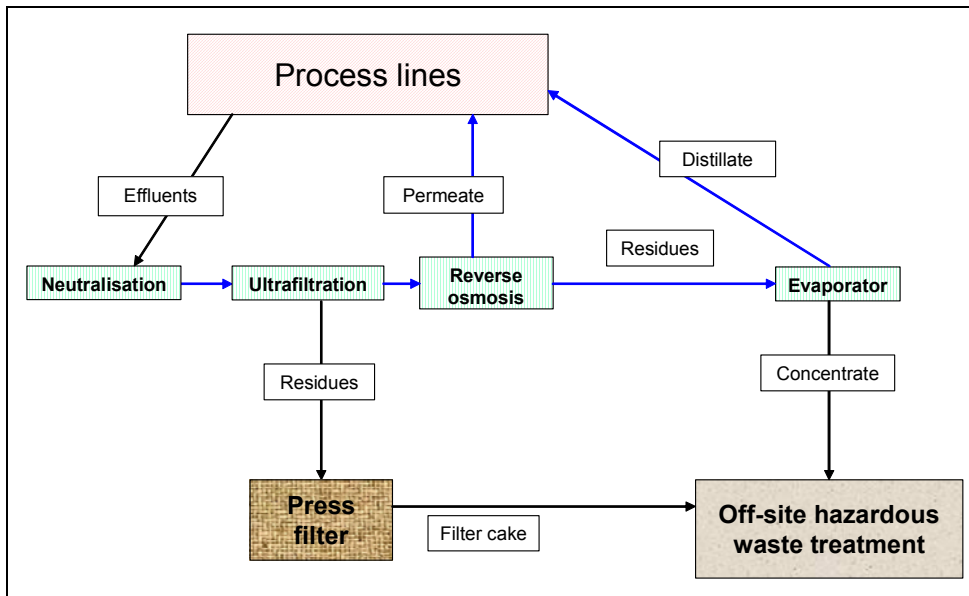 Process lines
Distillate
Effluents
Permeate
Residues
Neutralisation
Ultrafiltration
Reverse
osmosis
Evaporator
Residues
Concentrate
Press
filter
Filter cake
Off-site hazardous
waste treatment